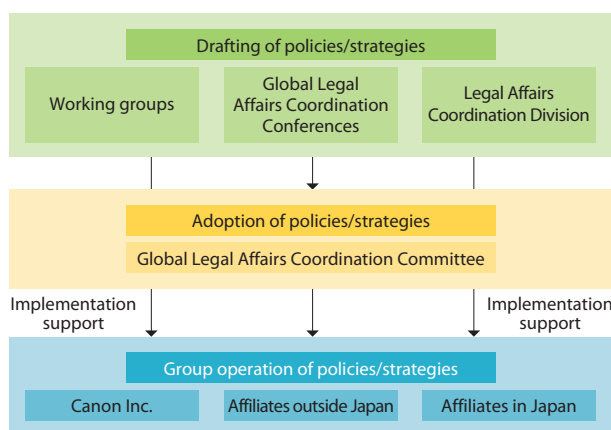 Drafting of policies/strategies
Working groups
Global Legal
Affairs Coordination
Conferences
Legal Affairs
Coordination Division
Adoption of policies/strategies
Global Legal Affairs Coordination Committee
Implementation
support
Implementation
support
Group operation of policies/strategies
Canon Inc.
Affiliates outside Japan
Affiliates in Japan